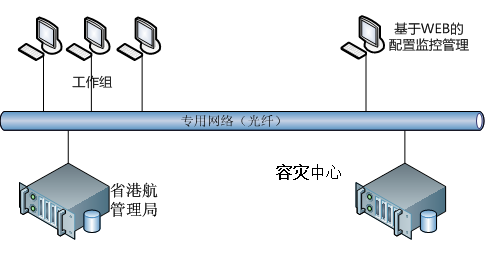 基于WEB的
配置监控管理
工作组
专用网络（光纤）
省港航
管理局
容灾中心